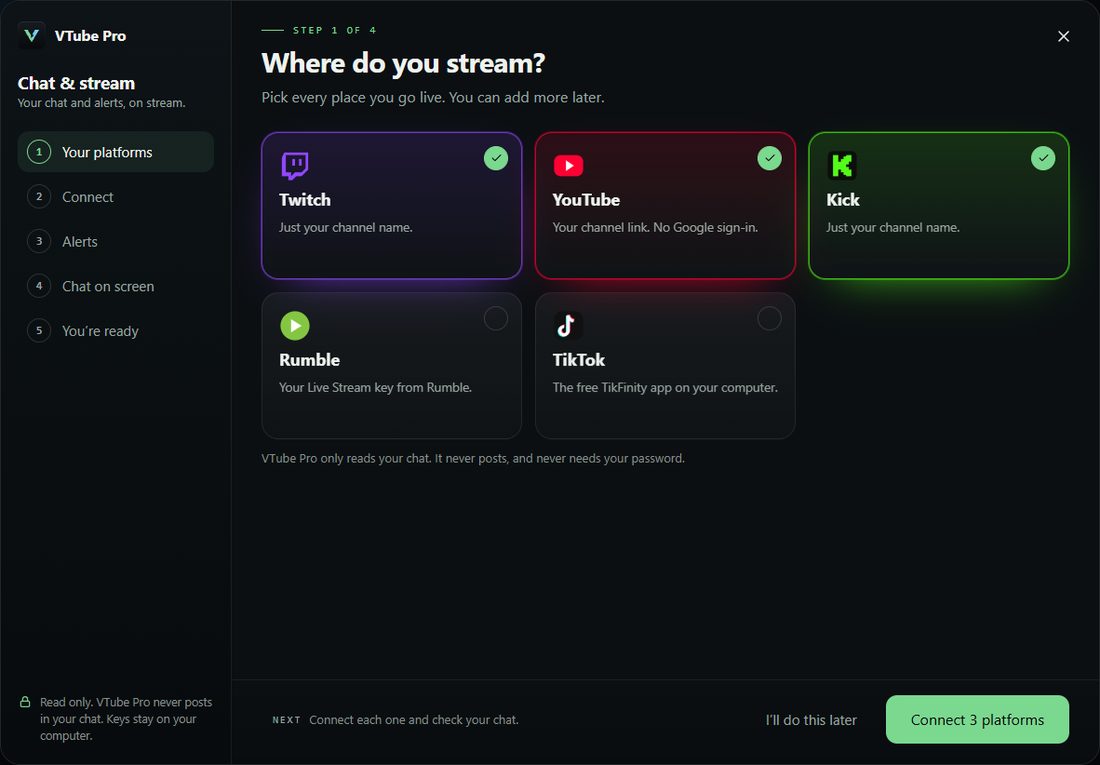 VTube Pro
Chat & stream
Your chat and alerts, on stream.
1 Your platforms
2 Connect
3 Alerts
4 Chat on screen
5 You're ready
Read only. VTube Pro never posts
in your chat. Keys stay on your
computer.
STEP 1 OF 4
Where do you stream?
Pick every place you go live. You can add more later.
Twitch
Just your channel name.
YouTube
Your channel link. No Google sign-in.
Kick
Just your channel name.
Rumble
Your Live Stream key from Rumble.
TikTok
The free TikFinity app on your computer.
VTube Pro only reads your chat. It never posts, and never needs your password.
NEXT Connect each one and check your chat.
I'll do this later
Connect 3 platforms